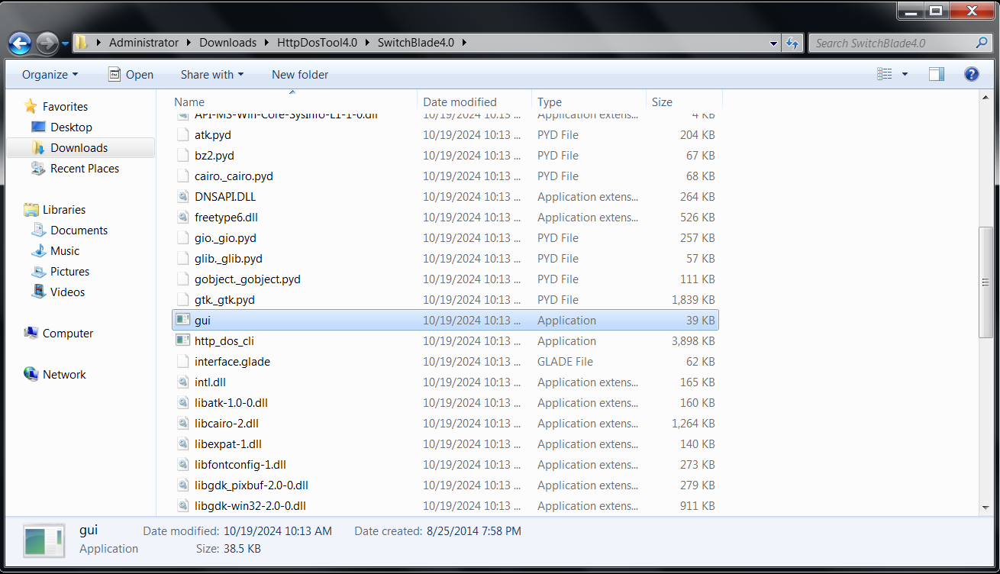 Administrator Downloads HttpDosTool4.0 SwitchBlade4.0 Search SwitchBlade4.0
Organize Open Share with New folder
Favorites
Desktop
Downloads
Recent Places
Libraries
Documents
Music
Pictures
Videos
Computer
Network
Name Date modified Type Size
API-MS-Win-Core-SysInfo-L1-1-0.dll 10/19/2024 10:13 ... Application extens... 4 KB
atk.pyd 10/19/2024 10:13 ... PYD File 204 KB
bz2.pyd 10/19/2024 10:13 ... PYD File 67 KB
cairo._cairo.pyd 10/19/2024 10:13 ... PYD File 68 KB
DNSAPI.DLL 10/19/2024 10:13 ... Application extens... 264 KB
freetype6.dll 10/19/2024 10:13 ... Application extens... 526 KB
gio._gio.pyd 10/19/2024 10:13 ... PYD File 257 KB
glib._glib.pyd 10/19/2024 10:13 ... PYD File 57 KB
gobject._gobject.pyd 10/19/2024 10:13 ... PYD File 111 KB
gtk._gtk.pyd 10/19/2024 10:13 ... PYD File 1,839 KB
gui 10/19/2024 10:13 ... Application 39 KB
http_dos_cli 10/19/2024 10:13 ... Application 3,898 KB
interface.glade 10/19/2024 10:13 ... GLADE File 62 KB
intl.dll 10/19/2024 10:13 ... Application extens... 165 KB
libatk-1.0-0.dll 10/19/2024 10:13 ... Application extens... 160 KB
libcairo-2.dll 10/19/2024 10:13 ... Application extens... 1,264 KB
libexpat-1.dll 10/19/2024 10:13 ... Application extens... 140 KB
libfontconfig-1.dll 10/19/2024 10:13 ... Application extens... 273 KB
libgdk_pixbuf-2.0-0.dll 10/19/2024 10:13 ... Application extens... 279 KB
libgdk-win32-2.0-0.dll 10/19/2024 10:13 ... Application extens... 911 KB
gui Date modified: 10/19/2024 10:13 AM Date created: 8/25/2014 7:58 PM
Application Size: 38.5 KB